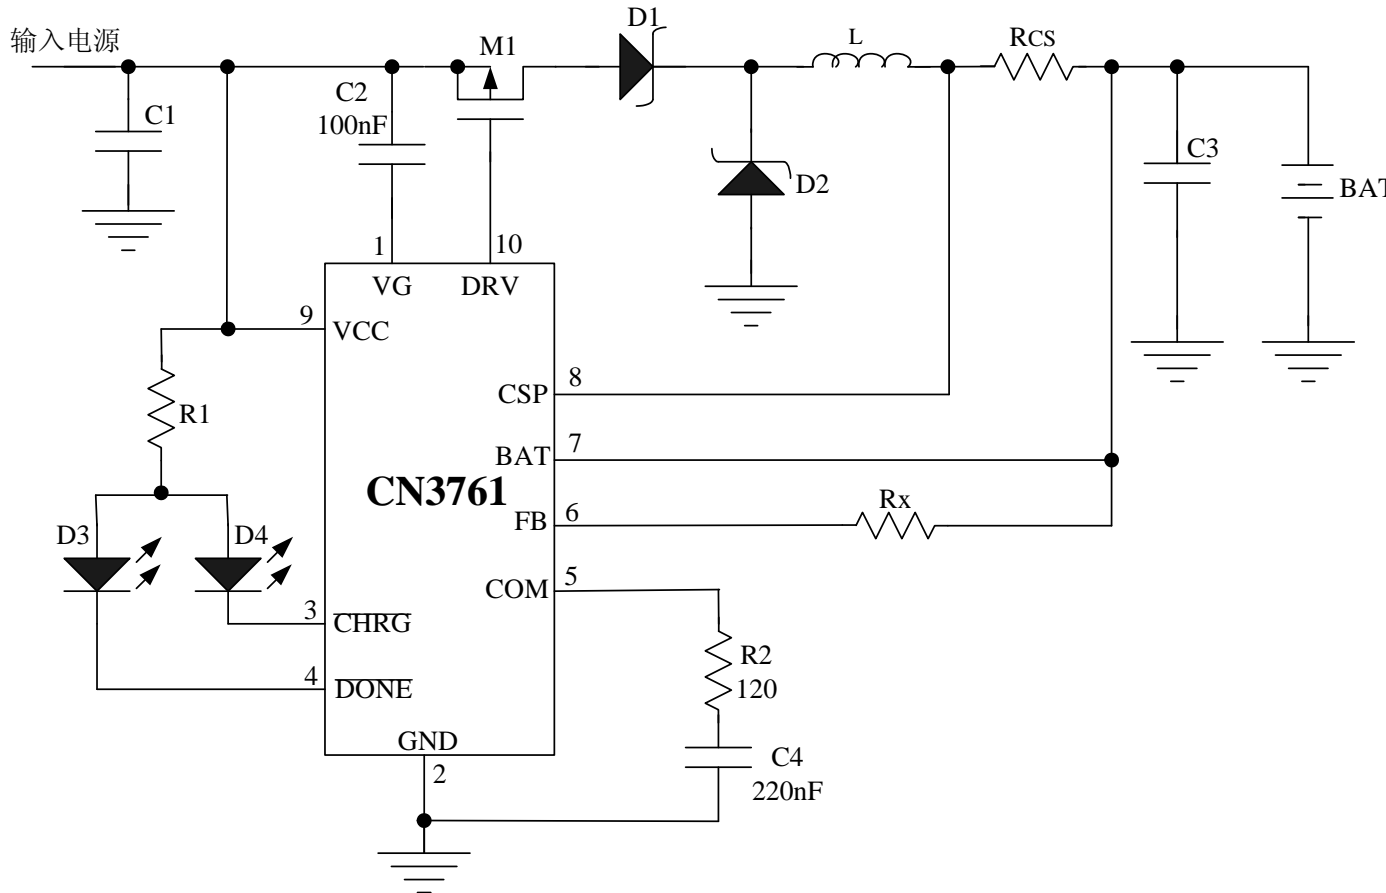 输入电源
D1
M1
L
RCS
C2
100nF
C1
C3
D2
BAT
1
10
VG
DRV
9
VCC
8
CSP
R1
7
BAT
CN3761
Rx
6
FB
D3
D4
5
COM
3
CHRG
R2
120
4
DONE
GND
2
C4
220nF